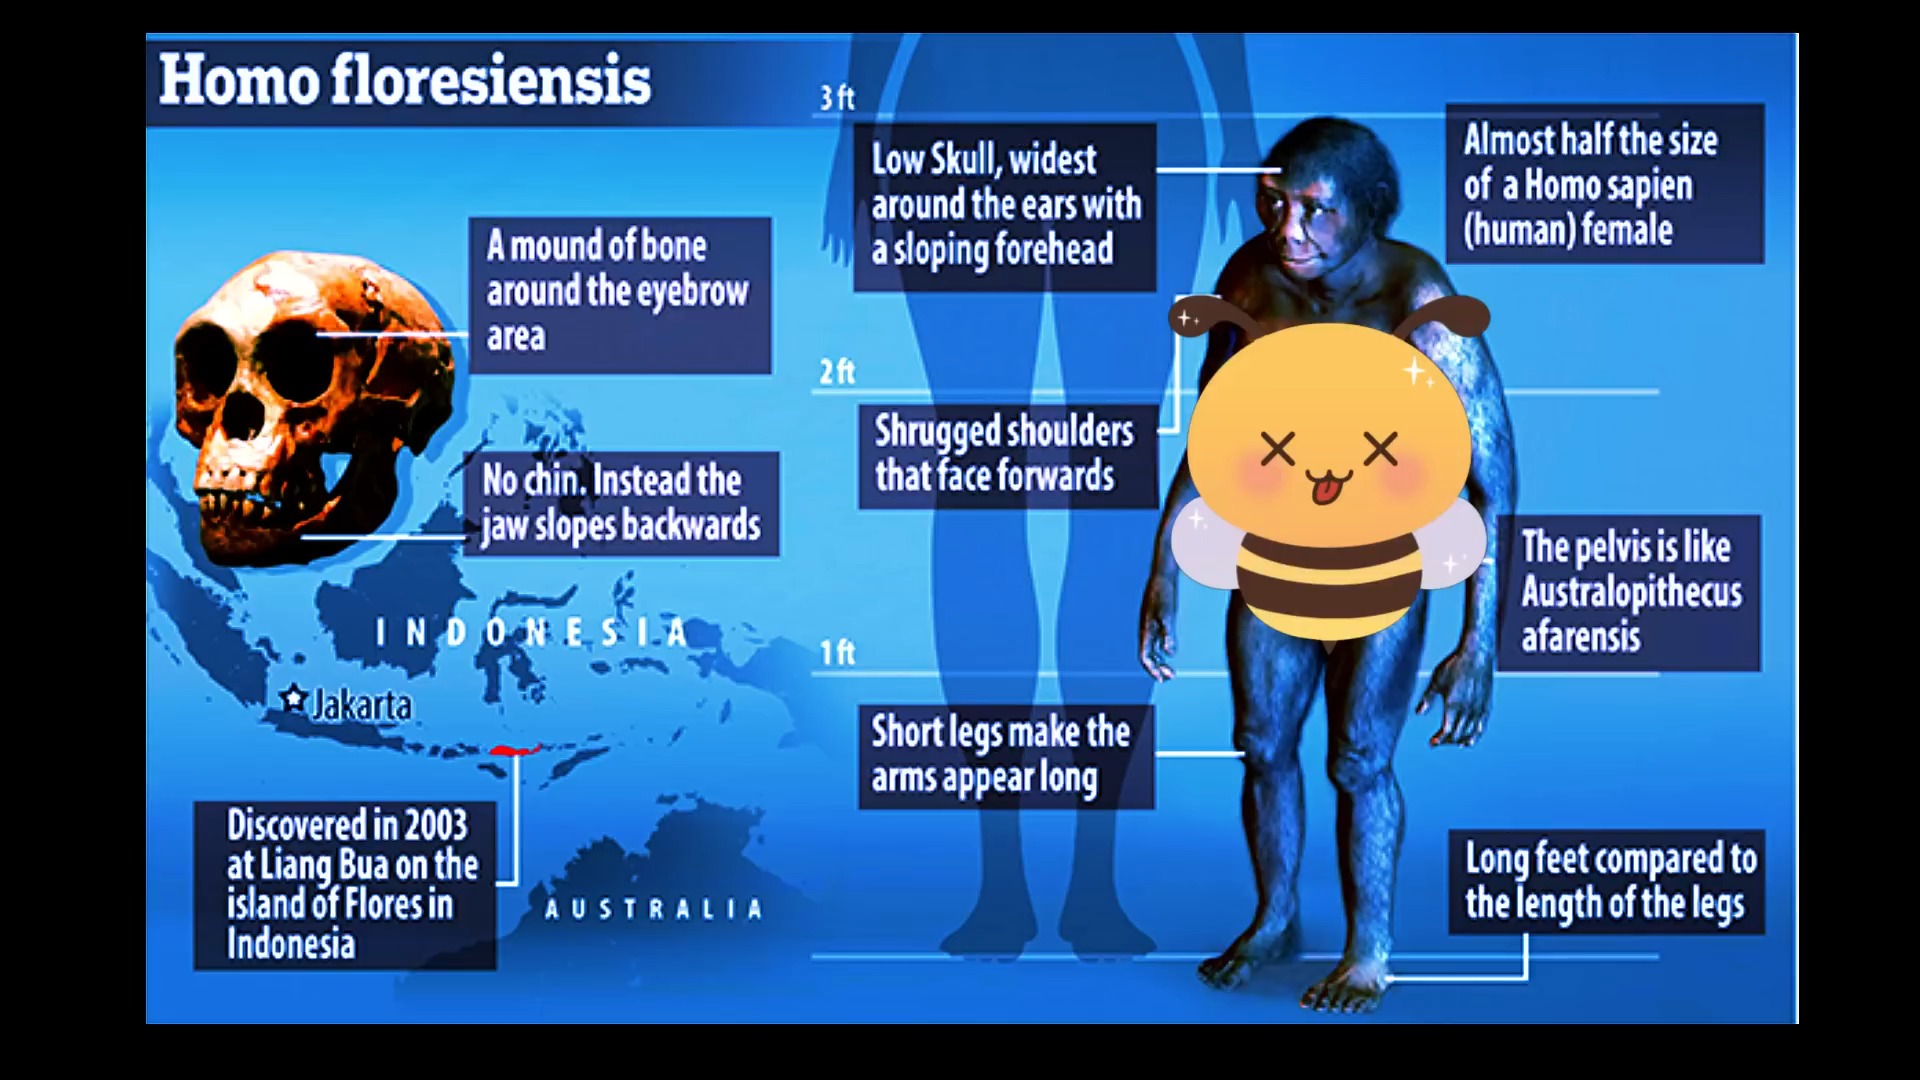 Homo floresiensis
A mound of bone
around the eyebrow
area
No chin. Instead the
jaw slopes backwards
INDONESIA
Jakarta
Discovered in 2003
at Liang Bua on the
island of Flores in
Indonesia
AUSTRALIA
3 ft
Low Skull, widest
around the ears with
a sloping forehead
2 ft
Shrugged shoulders
that face forwards
1 ft
Short legs make the
arms appear long
Almost half the size
of a Homo sapien
(human) female
The pelvis is like
Australopithecus
afarensis
Long feet compared to
the length of the legs